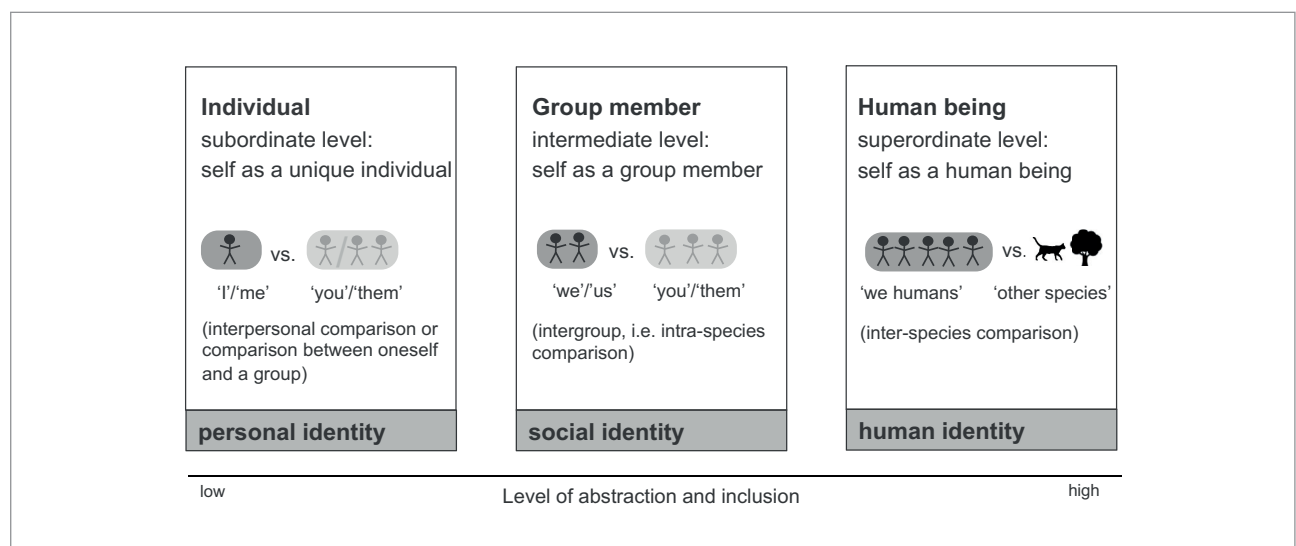 Individual
subordinate level:
self as a unique individual
vs.
‘I’/‘me’ ‘you’/‘them’
(interpersonal comparison or
comparison between oneself
and a group)
personal identity
Group member
intermediate level:
self as a group member
vs.
‘we’/’us’ ‘you’/‘them’
(intergroup, i.e. intra-species
comparison)
social identity
Human being
superordinate level:
self as a human being
vs.
‘we humans’ ‘other species’
(inter-species comparison)
human identity
low Level of abstraction and inclusion high